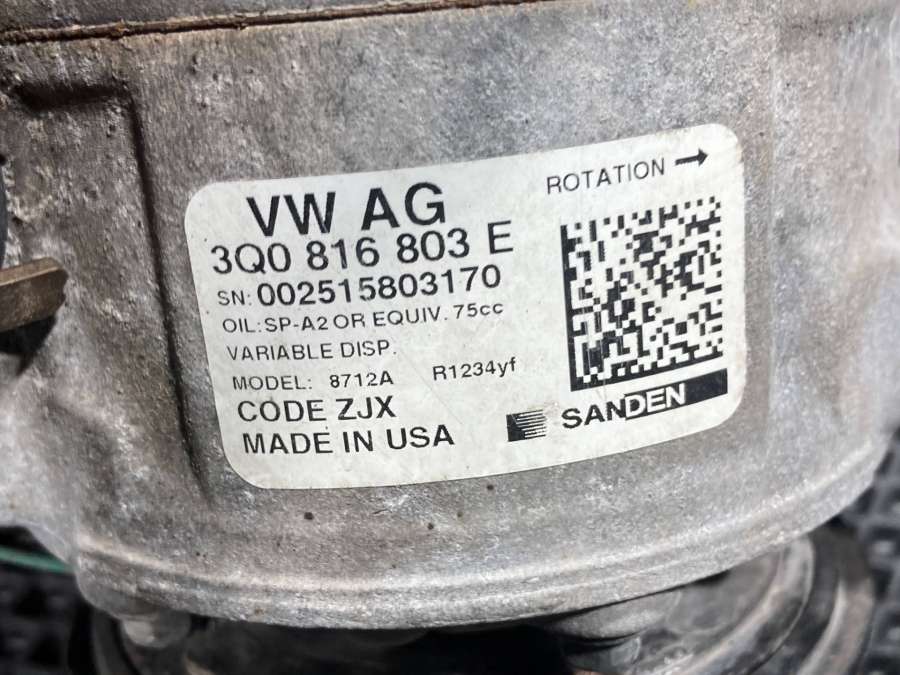 VW AG
ROTATION →
3Q0 816 803 E
SN: 002515803170
OIL:SP-A2 OR EQUIV. 75cc
VARIABLE DISP.
MODEL: 8712A R1234yf
CODE ZJX
MADE IN USA
SANDEN